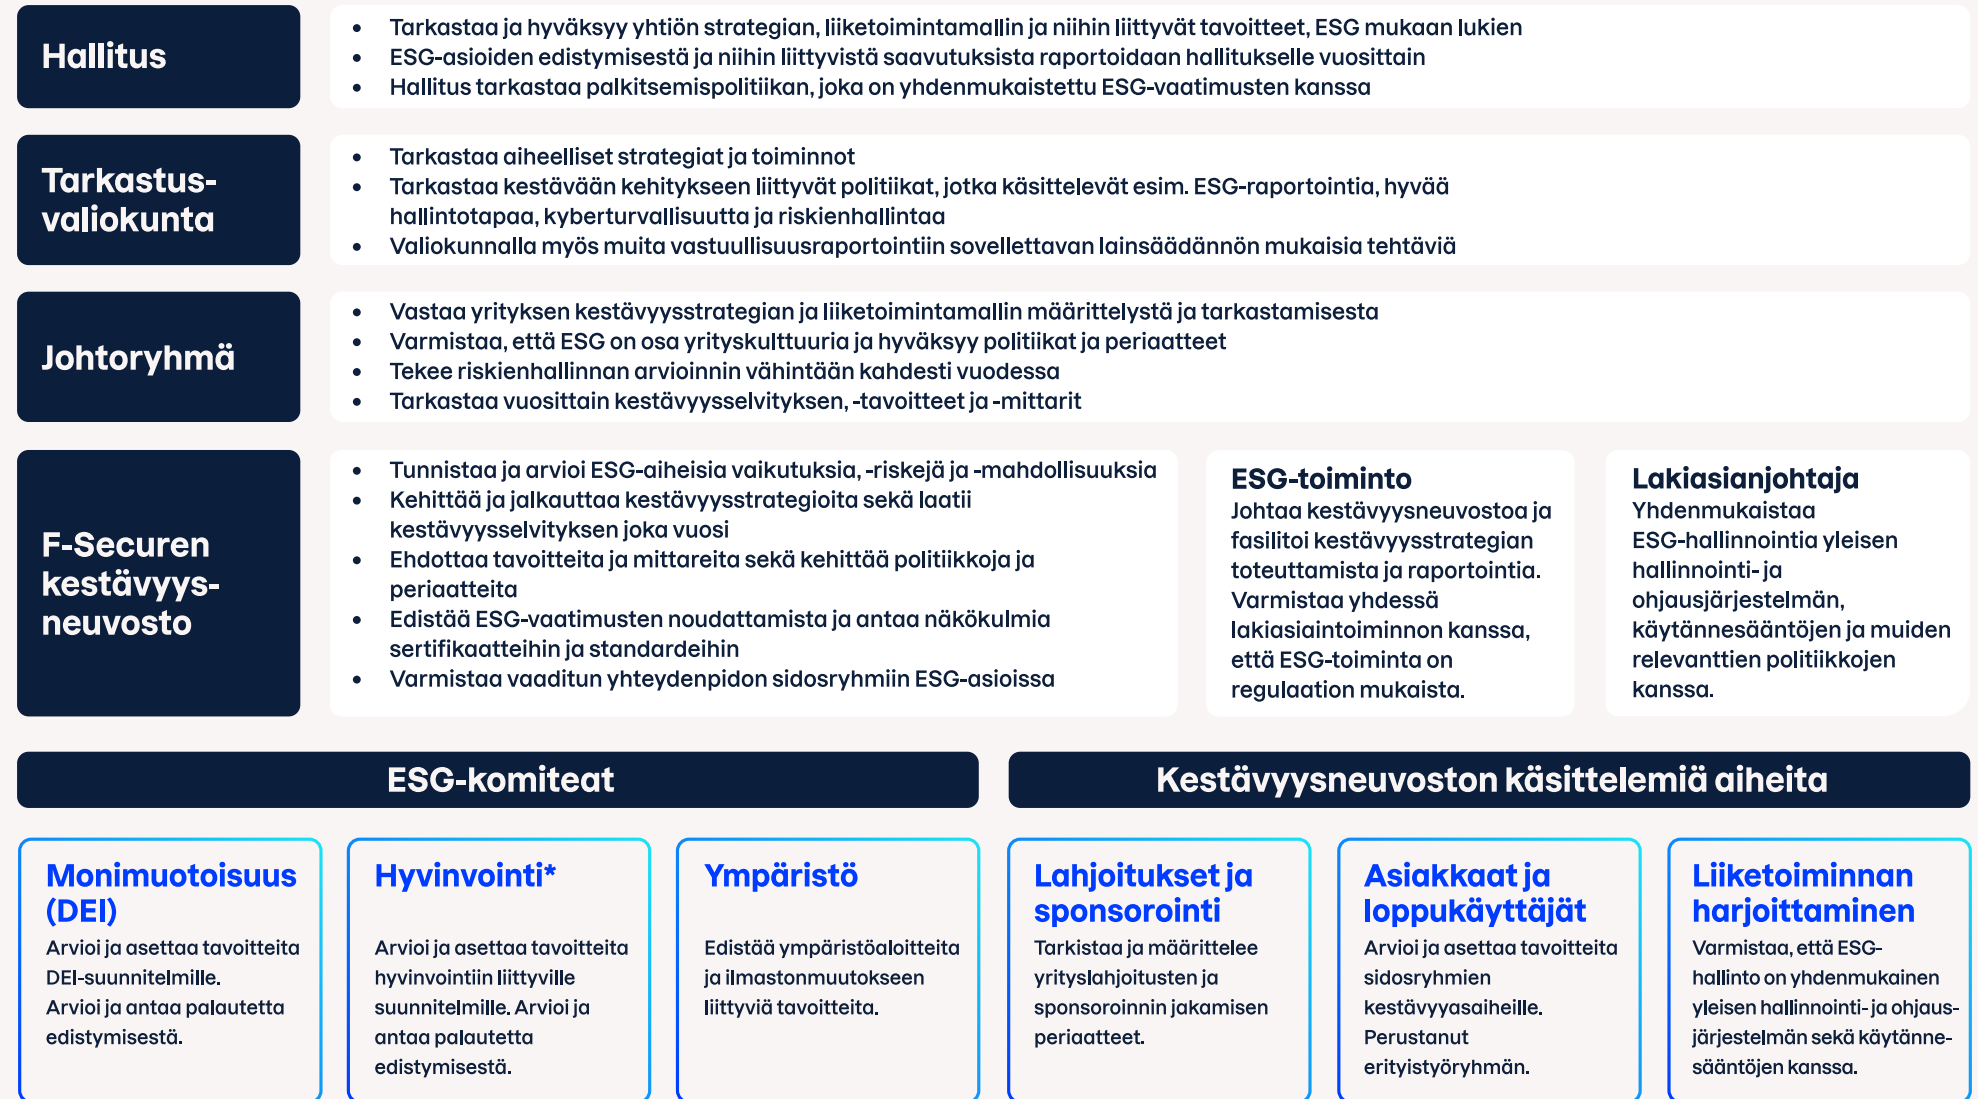 Hallitus
• Tarkastaa ja hyväksyy yhtiön strategian, liiketoimintamallin ja niihin liittyvät tavoitteet, ESG mukaan lukien
• ESG-asioiden edistymisestä ja niihin liittyvistä saavutuksista raportoidaan hallitukselle vuosittain
• Hallitus tarkastaa palkitsemispolitiikan, joka on yhdenmukaistettu ESG-vaatimusten kanssa
Tarkastus-
valiokunta
• Tarkastaa aiheelliset strategiat ja toiminnot
• Tarkastaa kestävään kehitykseen liittyvät politiikat, jotka käsittelevät esim. ESG-raportointia, hyvää
hallintotapaa, kyberturvallisuutta ja riskienhallintaa
• Valiokunnalla myös muita vastuullisuusraportointiin sovellettavan lainsäädännön mukaisia tehtäviä
Johtoryhmä
• Vastaa yrityksen kestävyysstrategian ja liiketoimintamallin määrittelystä ja tarkastamisesta
• Varmistaa, että ESG on osa yrityskulttuuria ja hyväksyy politiikat ja periaatteet
• Tekee riskienhallinnan arvioinnin vähintään kahdesti vuodessa
• Tarkastaa vuosittain kestävyysselvityksen, -tavoitteet ja -mittarit
F-Securen
kestävyys-
neuvosto
• Tunnistaa ja arvioi ESG-aiheisia vaikutuksia, -riskejä ja -mahdollisuuksia
• Kehittää ja jalkauttaa kestävyysstrategioita sekä laatii
kestävyysselvityksen joka vuosi
• Ehdottaa tavoitteita ja mittareita sekä kehittää politiikkoja ja
periaatteita
• Edistää ESG-vaatimusten noudattamista ja antaa näkökulmia
sertifikaatteihin ja standardeihin
• Varmistaa vaaditun yhteydenpidon sidosryhmiin ESG-asioissa
ESG-toiminto
Johtaa kestävyysneuvostoa ja
fasilitoi kestävyysstrategian
toteuttamista ja raportointia.
Varmistaa yhdessä
lakiasiaintoiminnon kanssa,
että ESG-toiminta on
regulaation mukaista.
Lakiasianjohtaja
Yhdenmukaistaa
ESG-hallinnointia yleisen
hallinnointi- ja
ohjausjärjestelmän,
käytännesääntöjen ja muiden
relevanttien politiikkojen
kanssa.
ESG-komiteat
Kestävyysneuvoston käsittelemiä aiheita
Monimuotoisuus
(DEI)
Arvioi ja asettaa tavoitteita
DEI-suunnitelmille.
Arvioi ja antaa palautetta
edistymisestä.
Hyvinvointi*
Arvioi ja asettaa tavoitteita
hyvinvointiin liittyville
suunnitelmille. Arvioi ja
antaa palautetta
edistymisestä.
Ympäristö
Edistää ympäristöaloitteita
ja ilmastonmuutokseen
liittyviä tavoitteita.
Lahjoitukset ja
sponsorointi
Tarkistaa ja määrittelee
yrityslahjoitusten ja
sponsoroinnin jakamisen
periaatteet.
Asiakkaat ja
loppukäyttäjät
Arvioi ja asettaa tavoitteita
sidosryhmien
kestävyyasaiheille.
Perustanut
erityistyöryhmän.
Liiketoiminnan
harjoittaminen
Varmistaa, että ESG-
hallinto on yhdenmukainen
yleisen hallinnointi- ja ohjaus-
järjestelmän sekä käytänne-
sääntöjen kanssa.